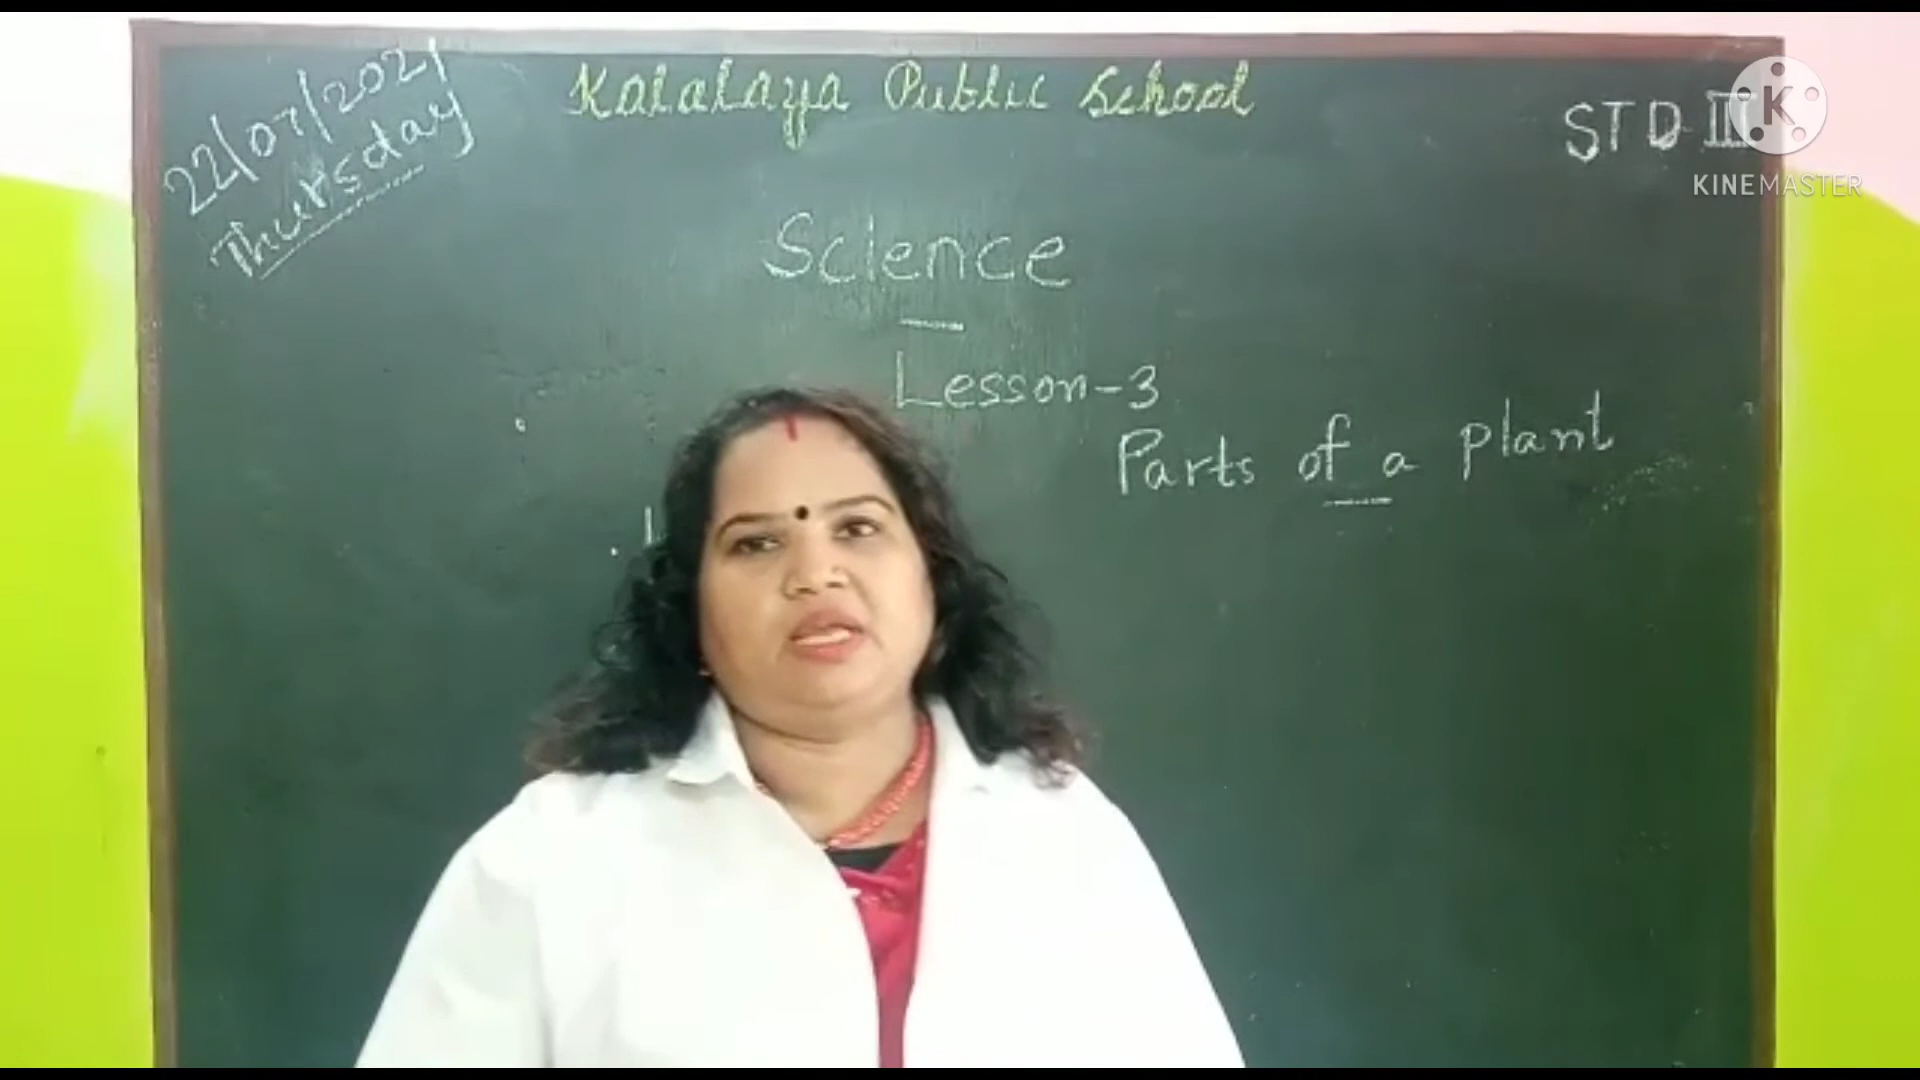 22/07/2021
Thursday
Kalalaya Public School
STD III
KINEMASTER
Science
Lesson-3
Parts of a plant